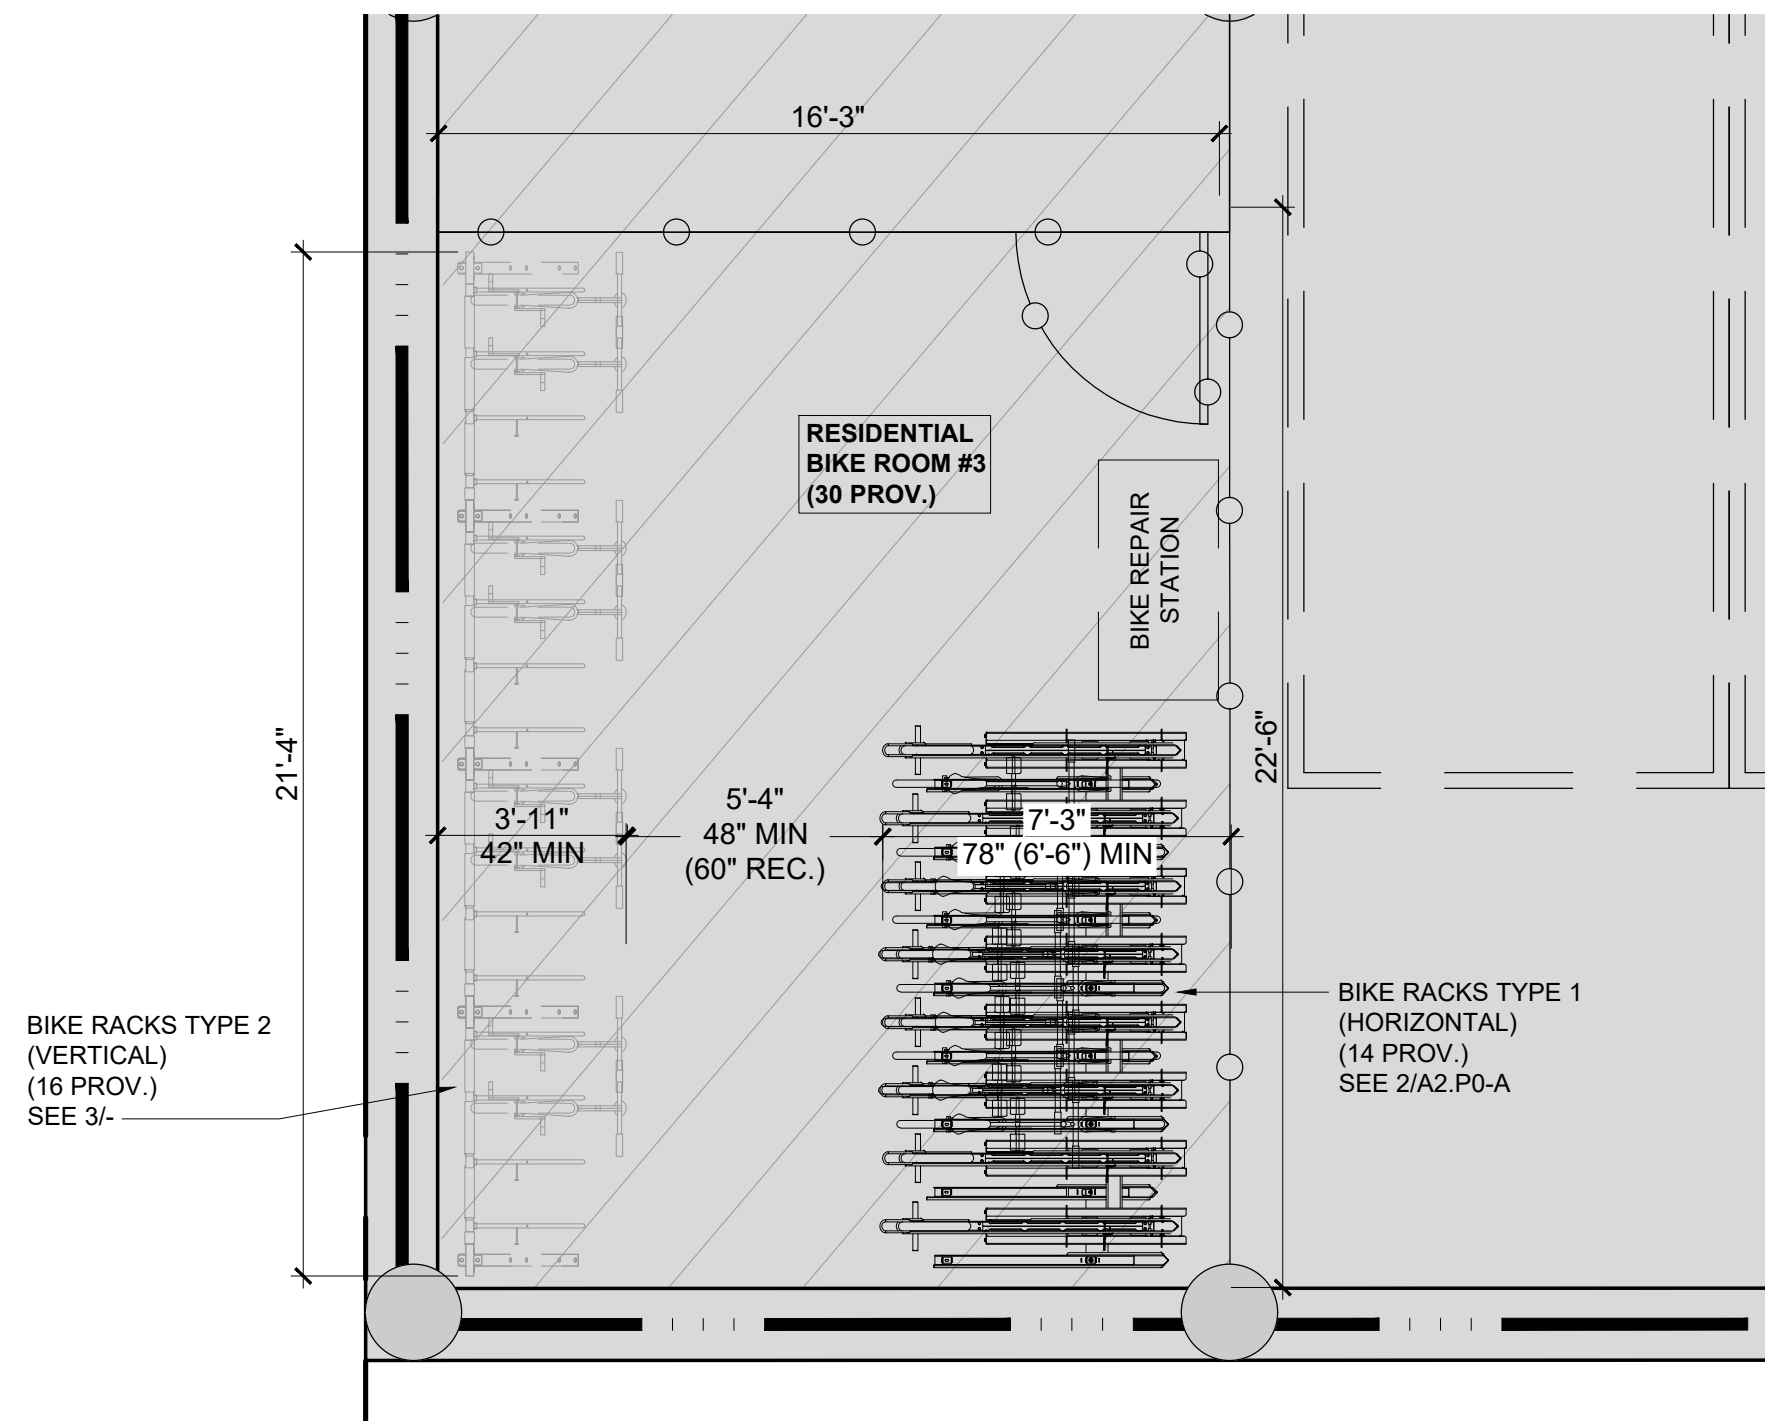 16'-3"
RESIDENTIAL
BIKE ROOM #3
(30 PROV.)
BIKE REPAIR
STATION
21'-4"
22'-6"
3'-11"
42" MIN
5'-4"
48" MIN
(60" REC.)
7'-3"
78" (6'-6") MIN
BIKE RACKS TYPE 2
(VERTICAL)
(16 PROV.)
SEE 3/-
BIKE RACKS TYPE 1
(HORIZONTAL)
(14 PROV.)
SEE 2/A2.P0-A